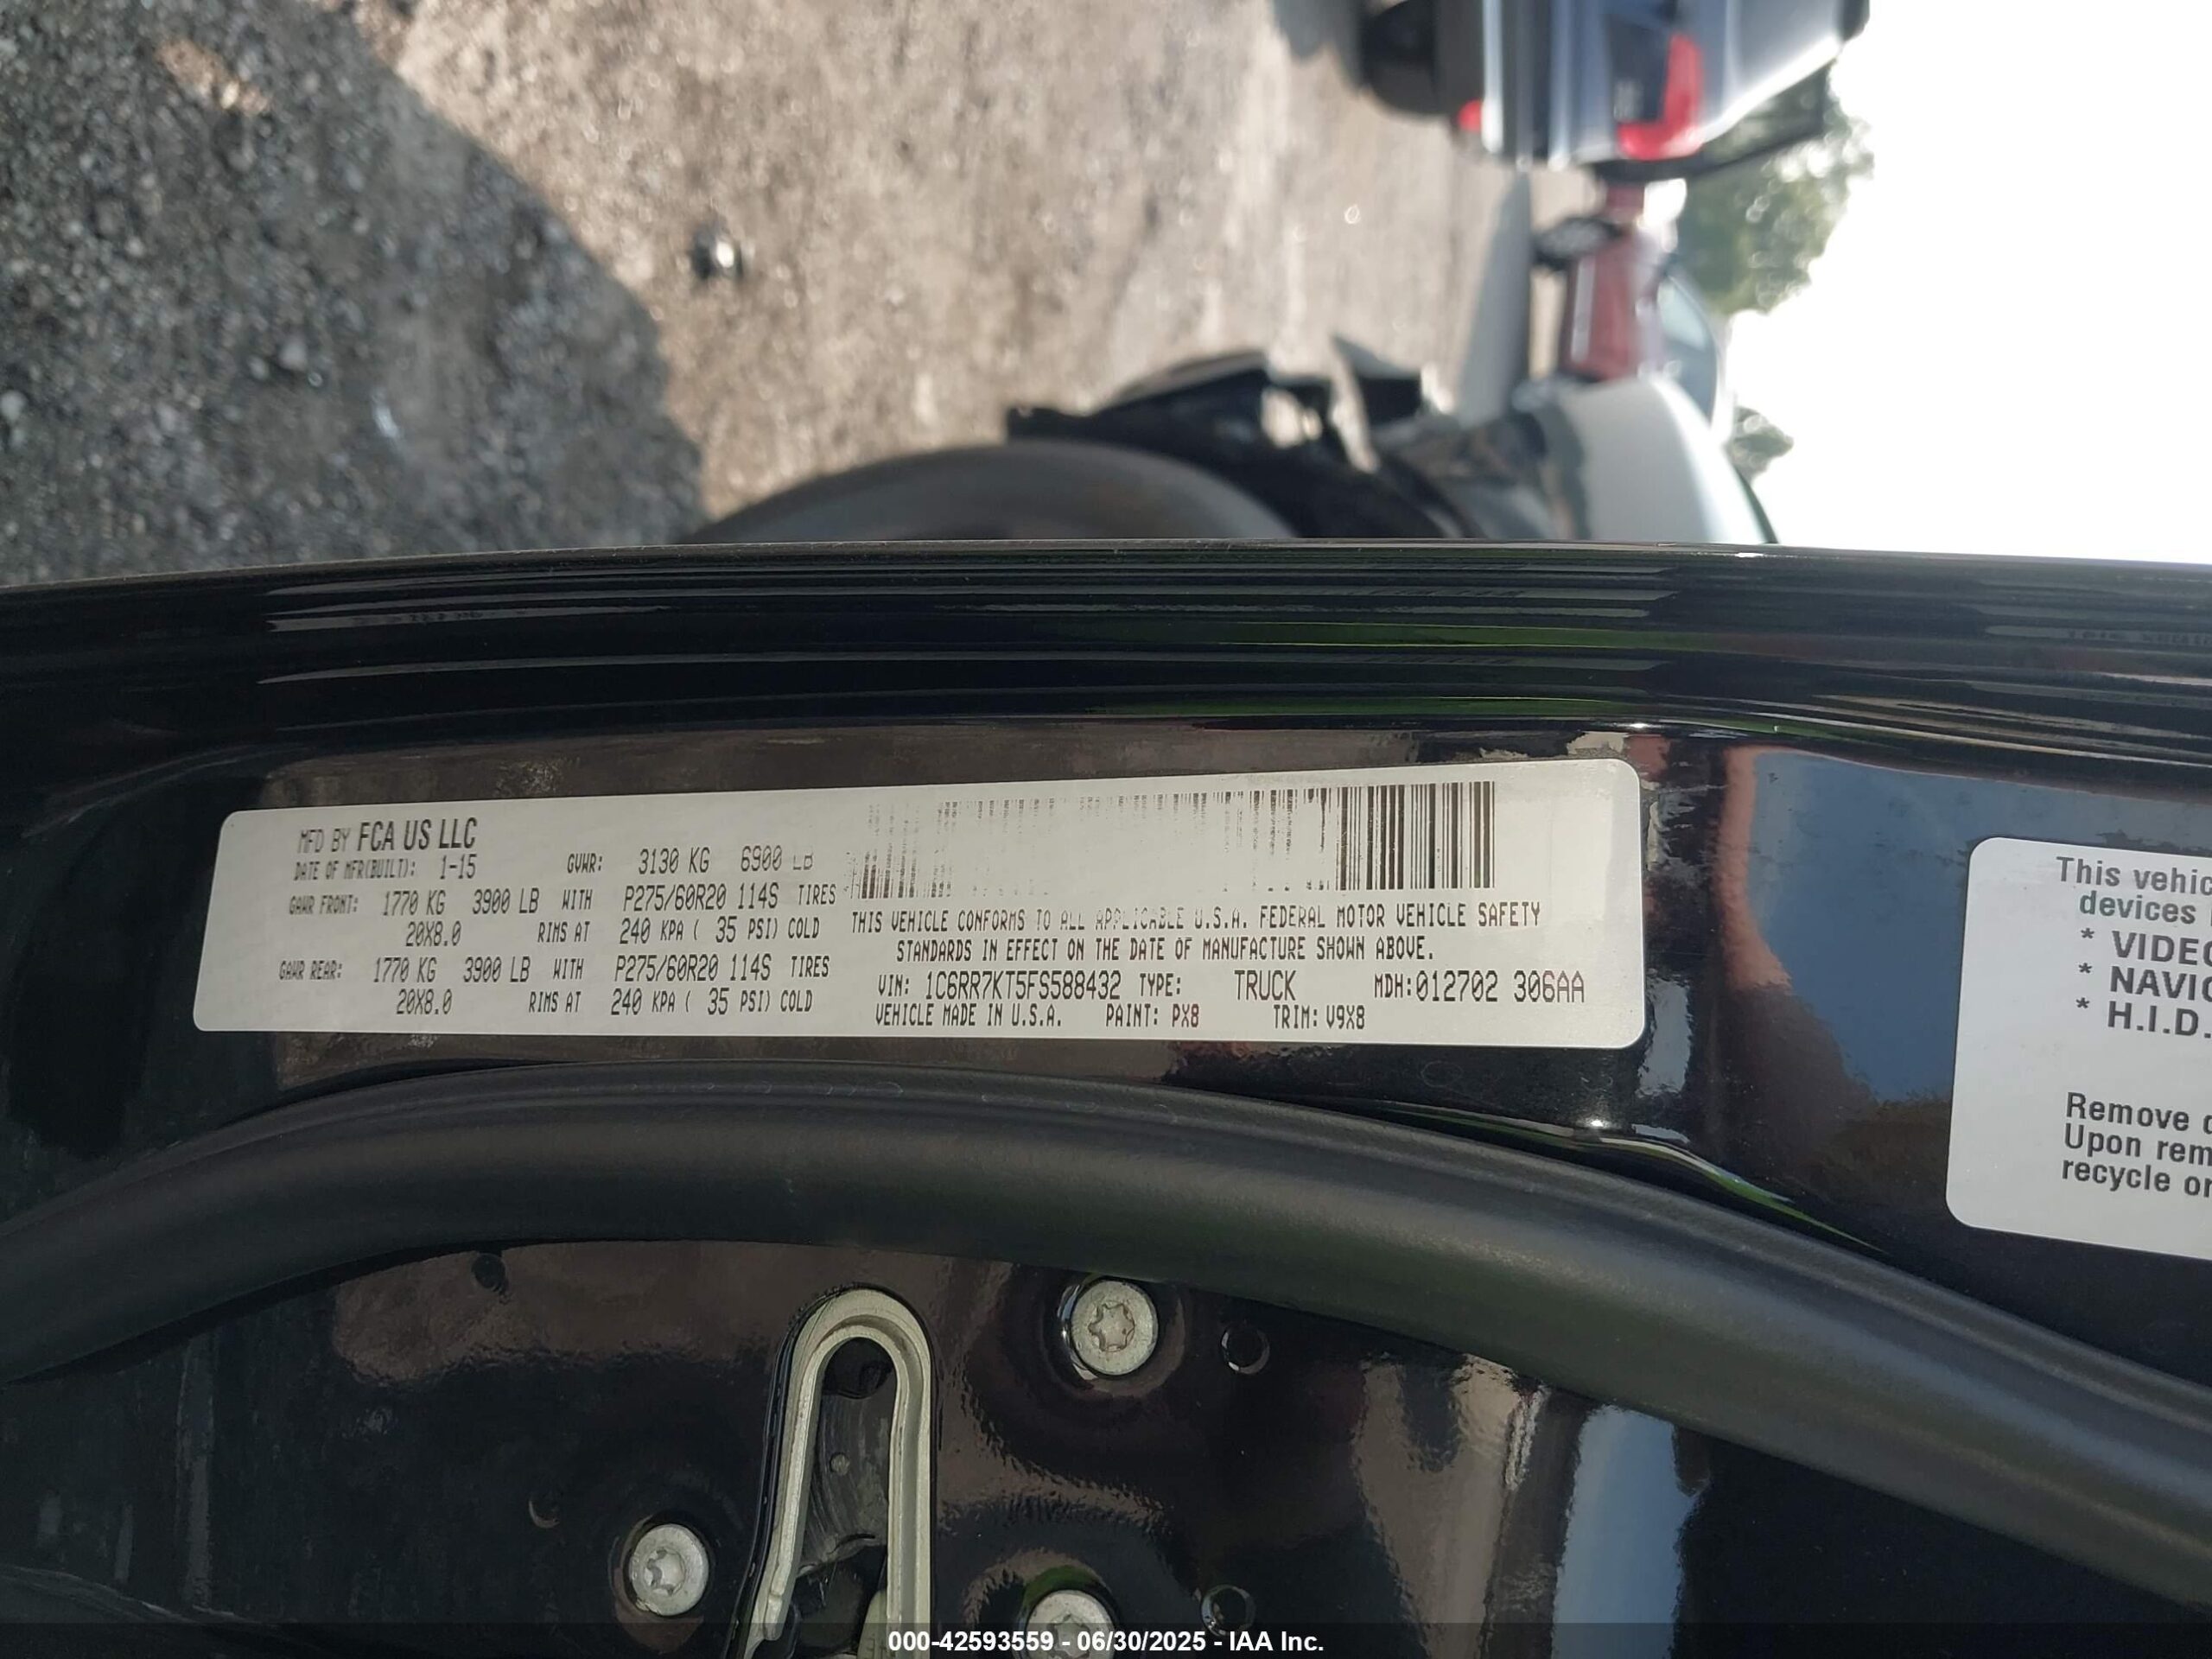 MFD BY FCA US LLC
DATE OF MFR(BUILT): 1-15 GVWR: 3130 KG 6900 LB
GAWR FRONT: 1770 KG 3900 LB WITH P275/60R20 114S TIRES
20X8.0 RIMS AT 240 KPA ( 35 PSI) COLD
GAWR REAR: 1770 KG 3900 LB WITH P275/60R20 114S TIRES
20X8.0 RIMS AT 240 KPA ( 35 PSI) COLD
THIS VEHICLE CONFORMS TO ALL APPLICABLE U.S.A. FEDERAL MOTOR VEHICLE SAFETY
STANDARDS IN EFFECT ON THE DATE OF MANUFACTURE SHOWN ABOVE.
VIN: 1C6RR7KT5FS588432 TYPE: TRUCK MDH:012702 306AA
VEHICLE MADE IN U.S.A. PAINT: PX8 TRIM: V9X8
This
devices
*
*
* H.I.D.
Remove
Upon
recycle
000-42593559 - 06/30/2025 - IAA Inc.